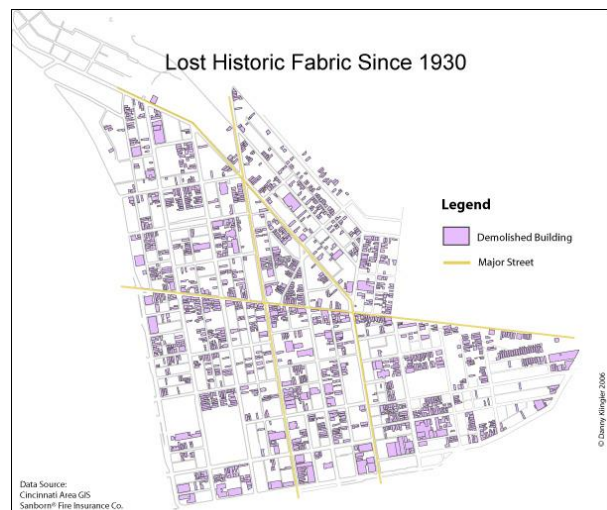 Lost Historic Fabric Since 1930
Legend
Demolished Building
Major Street
© Danny Klingler 2006
Data Source:
Cincinnati Area GIS
Sanborn® Fire Insurance Co.